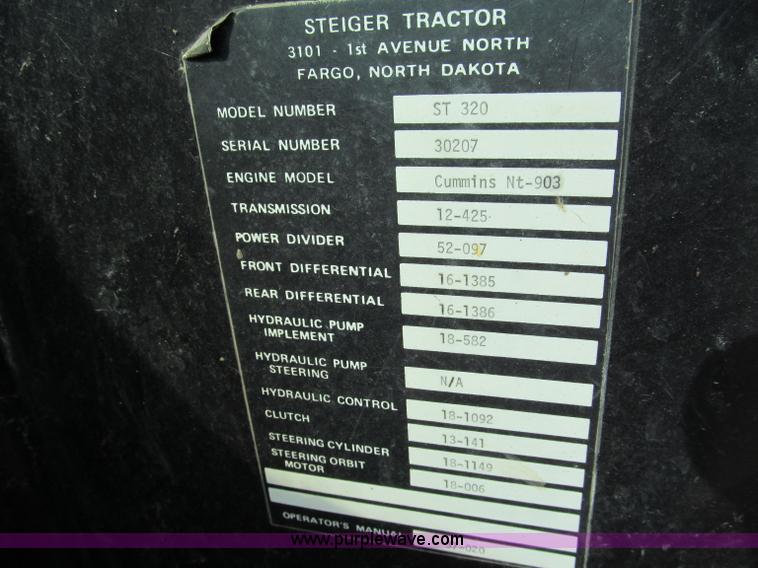 STEIGER TRACTOR
3101 - 1st AVENUE NORTH
FARGO, NORTH DAKOTA
MODEL NUMBER ST 320
SERIAL NUMBER 30207
ENGINE MODEL Cummins Nt-903
TRANSMISSION 12-425
POWER DIVIDER 52-097
FRONT DIFFERENTIAL 16-1385
REAR DIFFERENTIAL 16-1386
HYDRAULIC PUMP
IMPLEMENT 18-582
HYDRAULIC PUMP
STEERING N/A
HYDRAULIC CONTROL 18-1092
CLUTCH 13-141
STEERING CYLINDER 18-1149
STEERING ORBIT
MOTOR 18-006
OPERATOR'S MANUAL
www.purplewave.com